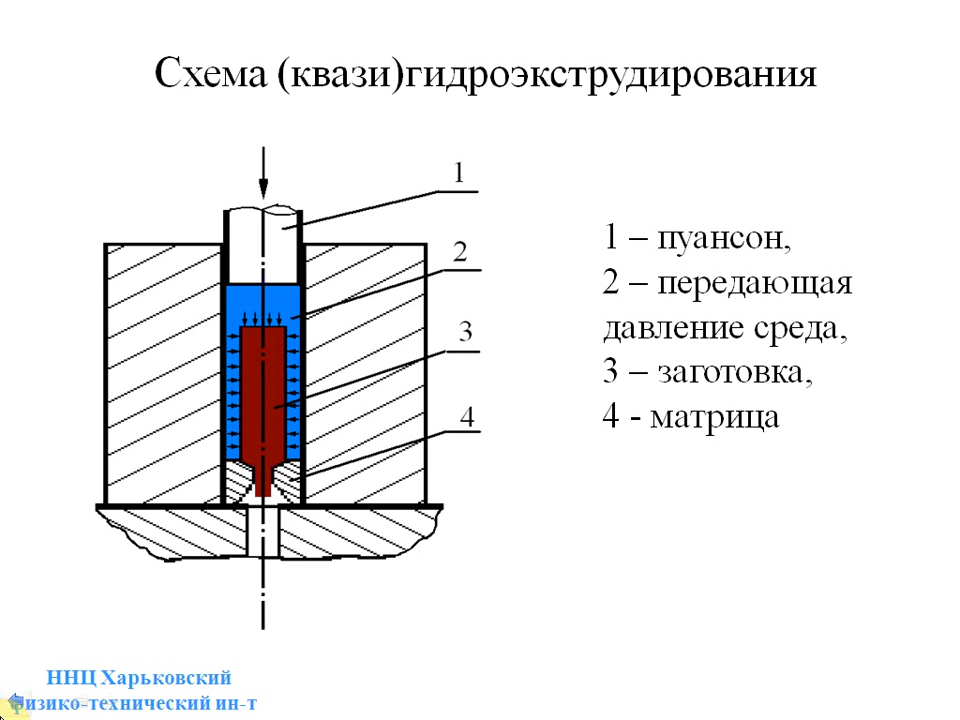 Схема (квази)гидроэкструдирования
1
2
3
4
1 – пуансон,
2 – передающая
давление среда,
3 – заготовка,
4 - матрица
ННЦ Харьковский
физико-технический ин-т